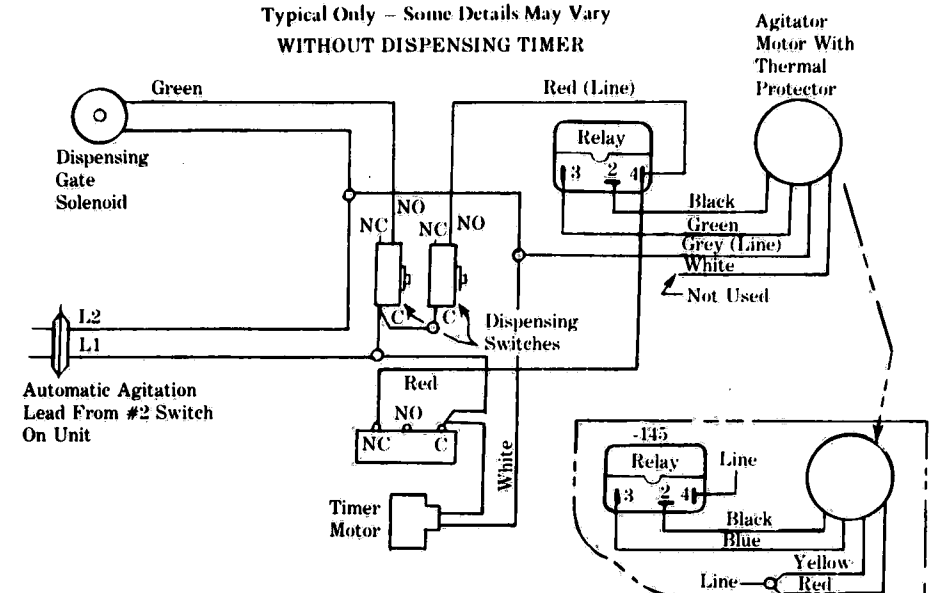 Typical Only – Some Details May Vary
WITHOUT DISPENSING TIMER
Agitator
Motor With
Thermal
Protector
Green
Red (Line)
Relay
3 2 4
Dispensing
Gate
Solenoid
Black
Green
Grey (Line)
White
Not Used
NC NO
NC NO
C
C
Dispensing
Switches
L2
L1
Automatic Agitation
Lead From #2 Switch
On Unit
Red
NO
NC C
White
Timer
Motor
-145
Relay
Line
3 2 4
Black
Blue
Yellow
Line
Red